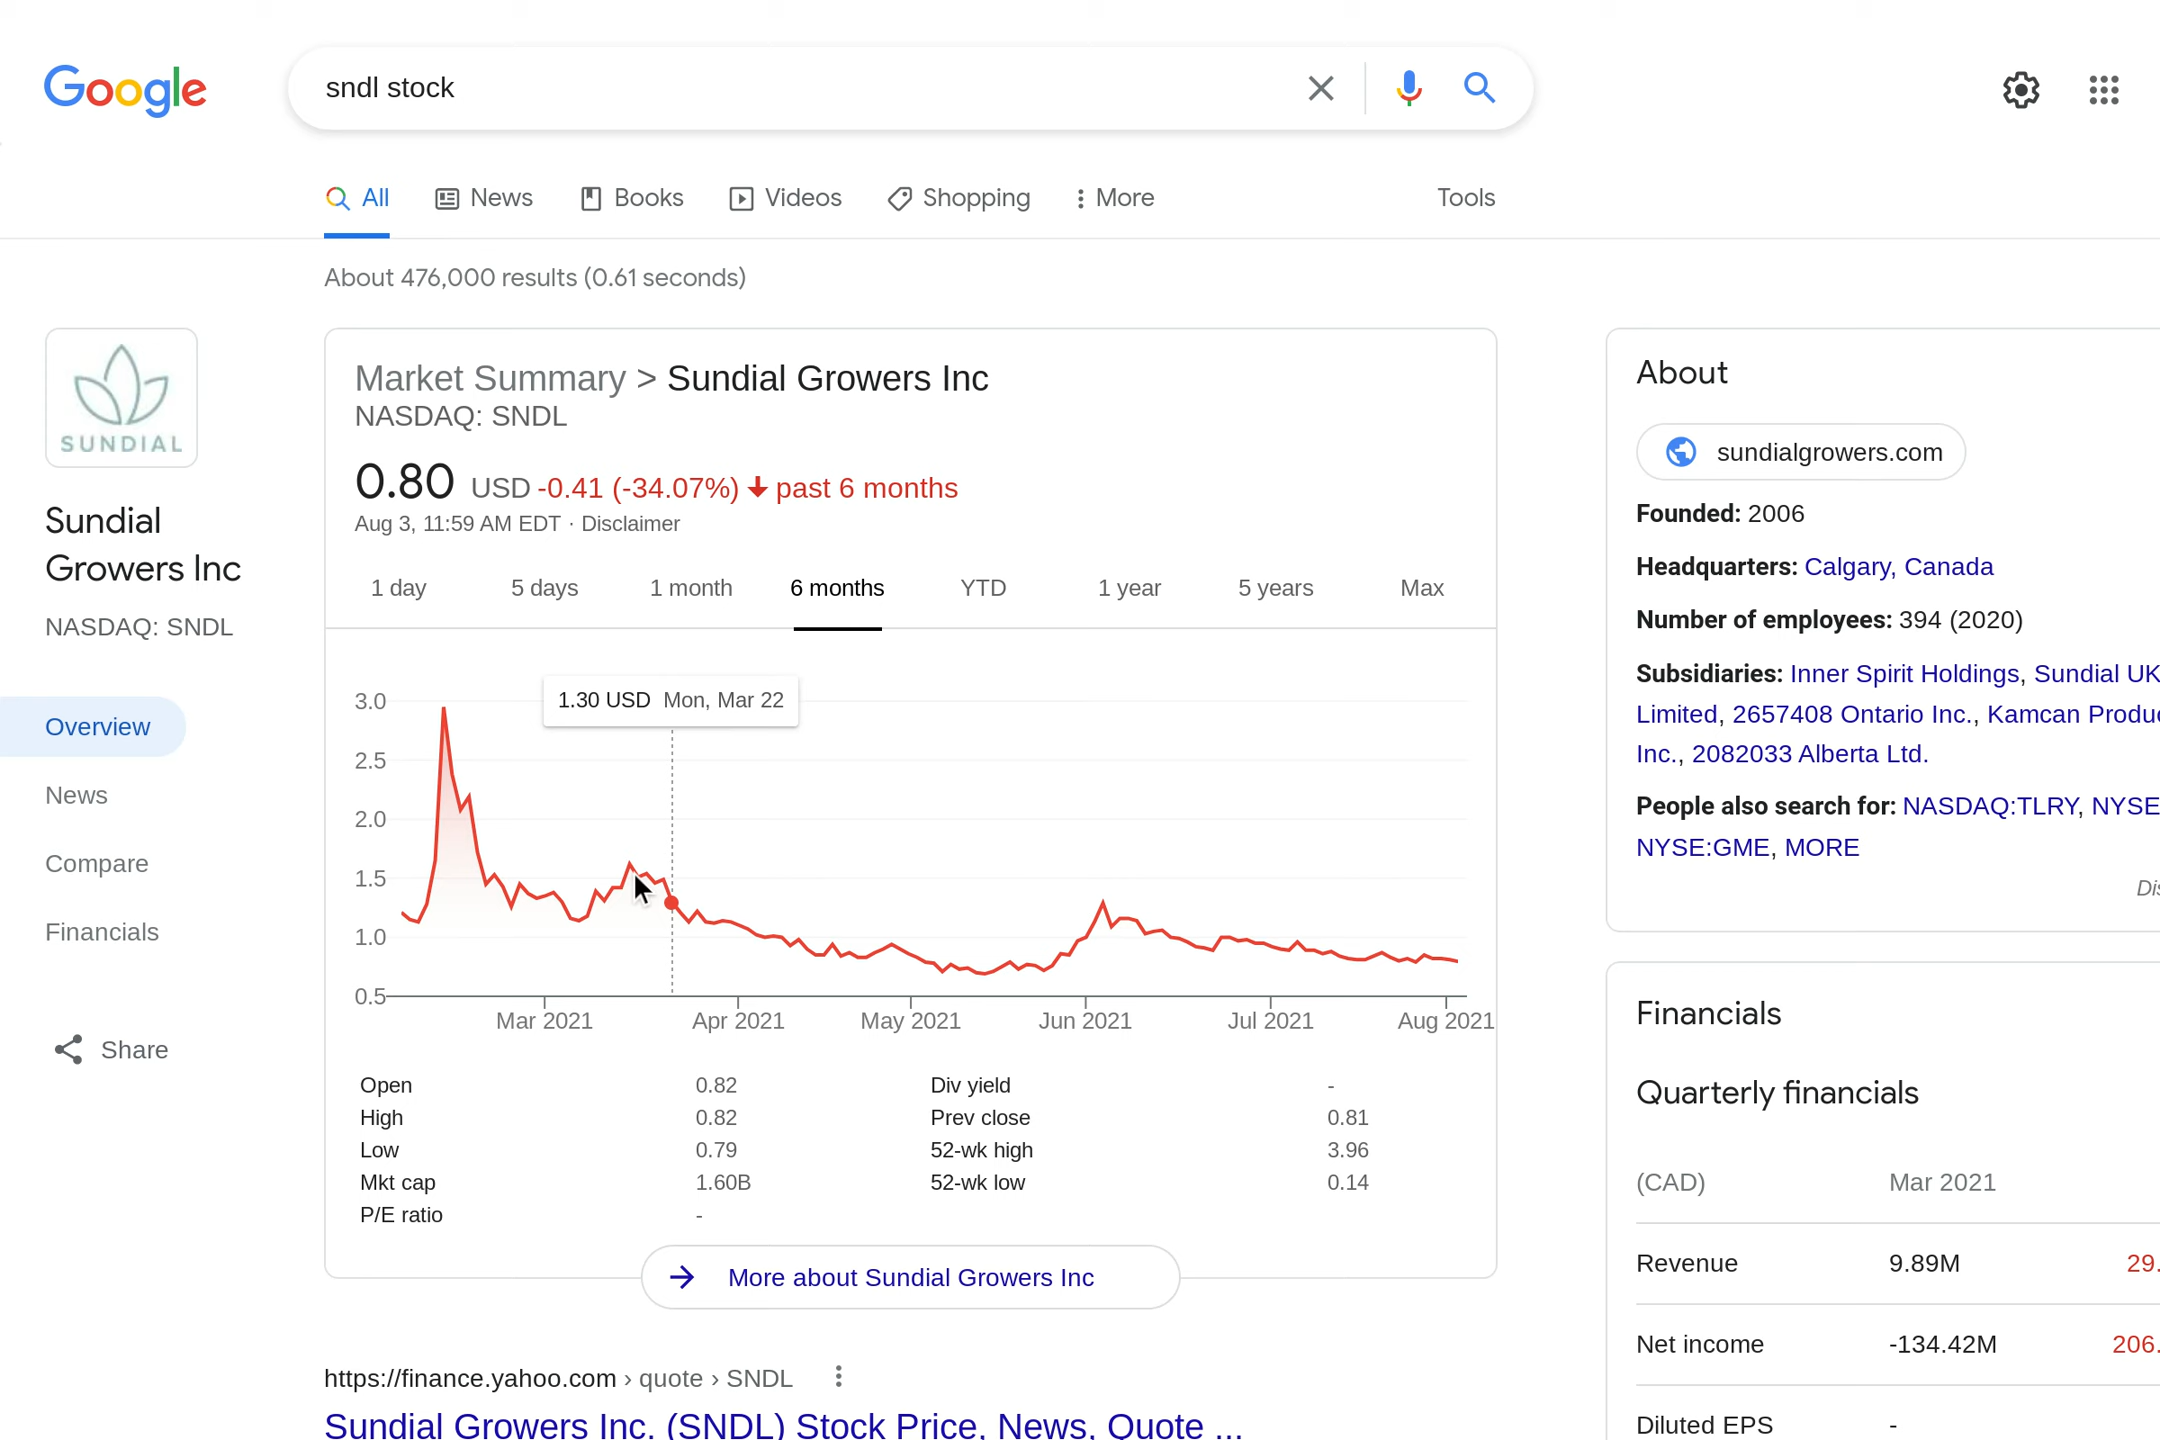 Google
sndl stock
All News Books Videos Shopping More Tools
About 476,000 results (0.61 seconds)
SUNDIAL
Sundial
Growers Inc
NASDAQ: SNDL
Overview
News
Compare
Financials
Share
Market Summary > Sundial Growers Inc
NASDAQ: SNDL
0.80 USD -0.41 (-34.07%) past 6 months
Aug 3, 11:59 AM EDT · Disclaimer
1 day 5 days 1 month 6 months YTD 1 year 5 years Max
1.30 USD Mon, Mar 22
3.0
2.5
2.0
1.5
1.0
0.5
Mar 2021 Apr 2021 May 2021 Jun 2021 Jul 2021 Aug 2021
Open 0.82 Div yield -
High 0.82 Prev close 0.81
Low 0.79 52-wk high 3.96
Mkt cap 1.60B 52-wk low 0.14
P/E ratio -
More about Sundial Growers Inc
https://finance.yahoo.com › quote › SNDL
Sundial Growers Inc. (SNDL) Stock Price, News, Quote ...
About
sundialgrowers.com
Founded: 2006
Headquarters: Calgary, Canada
Number of employees: 394 (2020)
Subsidiaries: Inner Spirit Holdings, Sundial UK
Limited, 2657408 Ontario Inc., Kamcan Produc
Inc., 2082033 Alberta Ltd.
People also search for: NASDAQ:TLRY, NYSE
NYSE:GME, MORE
Dis
Financials
Quarterly financials
(CAD) Mar 2021
Revenue 9.89M 29.
Net income -134.42M 206.
Diluted EPS -